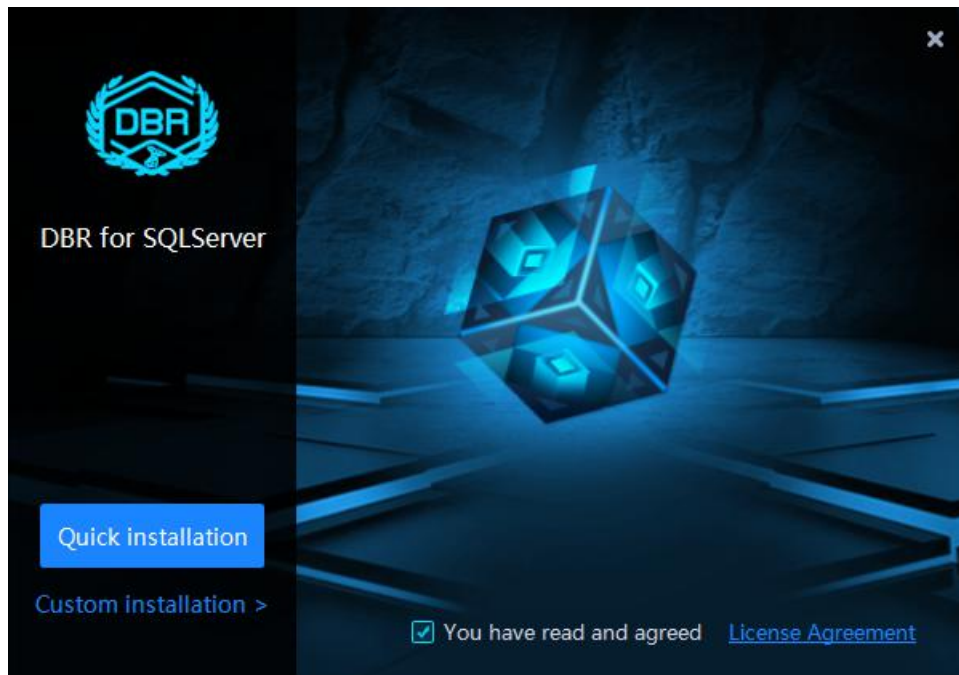 DBR
DBR for SQLServer
Quick installation
Custom installation >
You have read and agreed License Agreement